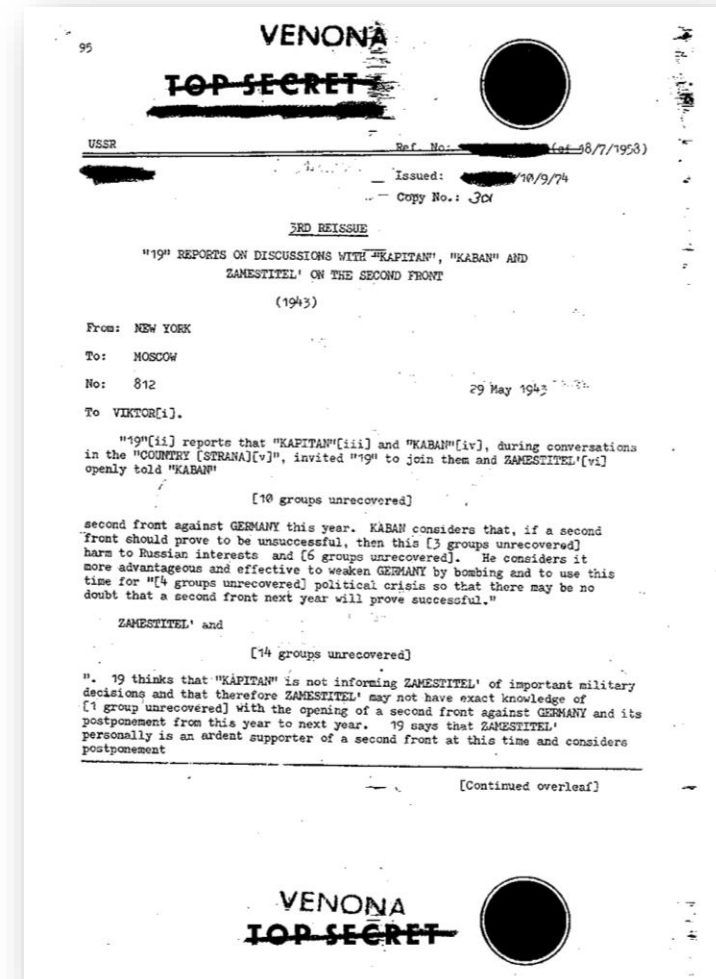 95
VENONA
TOP SECRET
USSR
Ref. No: (of 18/7/1953)
Issued: /10/9/74
Copy No.: 301
3RD REISSUE
"19" REPORTS ON DISCUSSIONS WITH "KAPITAN", "KABAN" AND
ZAMESTITEL' ON THE SECOND FRONT
(1943)
From: NEW YORK
To: MOSCOW
No: 812
29 May 1943
To VIKTOR[i].
"19"[ii] reports that "KAPITAN"[iii] and "KABAN"[iv], during conversations
in the "COUNTRY [STRANA][v]", invited "19" to join them and ZAMESTITEL'[vi]
openly told "KABAN"
[10 groups unrecovered]
second front against GERMANY this year. KABAN considers that, if a second
front should prove to be unsuccessful, then this [3 groups unrecovered]
harm to Russian interests and [6 groups unrecovered]. He considers it
more advantageous and effective to weaken GERMANY by bombing and to use this
time for "[4 groups unrecovered] political crisis so that there may be no
doubt that a second front next year will prove successful."
ZAMESTITEL' and
[14 groups unrecovered]
". 19 thinks that "KAPITAN" is not informing ZAMESTITEL' of important military
decisions and that therefore ZAMESTITEL' may not have exact knowledge of
[1 group unrecovered] with the opening of a second front against GERMANY and its
postponement from this year to next year. 19 says that ZAMESTITEL'
personally is an ardent supporter of a second front at this time and considers
postponement
[Continued overleaf]
VENONA
TOP SECRET